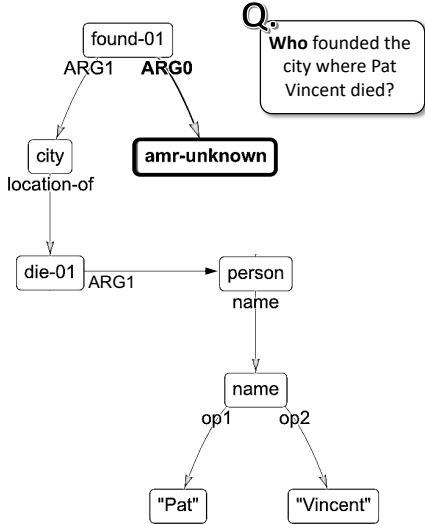 Q.
Who founded the
city where Pat
Vincent died?
found-01
ARG1
ARG0
city
amr-unknown
location-of
die-01
ARG1
person
name
name
op1
op2
"Pat"
"Vincent"